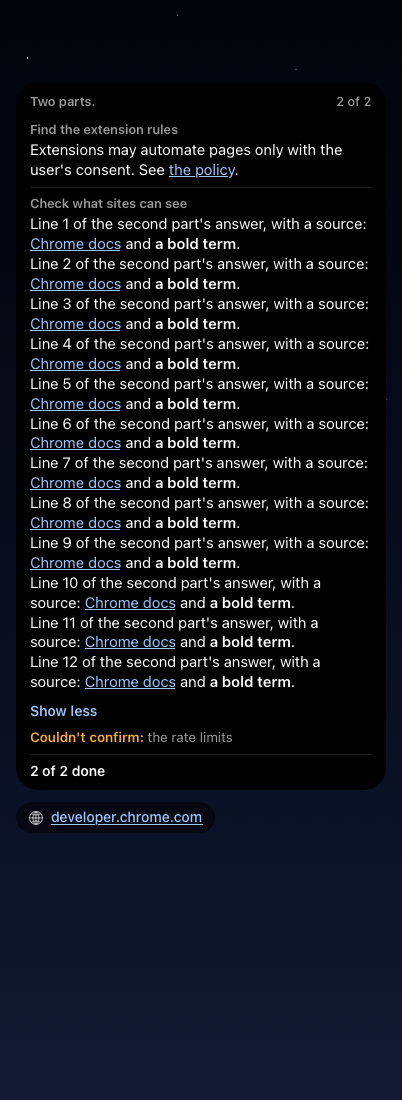 Two parts.
2 of 2
Find the extension rules
Extensions may automate pages only with the
user's consent. See the policy.
Check what sites can see
Line 1 of the second part's answer, with a source:
Chrome docs and a bold term.
Line 2 of the second part's answer, with a source:
Chrome docs and a bold term.
Line 3 of the second part's answer, with a source:
Chrome docs and a bold term.
Line 4 of the second part's answer, with a source:
Chrome docs and a bold term.
Line 5 of the second part's answer, with a source:
Chrome docs and a bold term.
Line 6 of the second part's answer, with a source:
Chrome docs and a bold term.
Line 7 of the second part's answer, with a source:
Chrome docs and a bold term.
Line 8 of the second part's answer, with a source:
Chrome docs and a bold term.
Line 9 of the second part's answer, with a source:
Chrome docs and a bold term.
Line 10 of the second part's answer, with a
source: Chrome docs and a bold term.
Line 11 of the second part's answer, with a
source: Chrome docs and a bold term.
Line 12 of the second part's answer, with a
source: Chrome docs and a bold term.
Show less
Couldn't confirm: the rate limits
2 of 2 done
developer.chrome.com